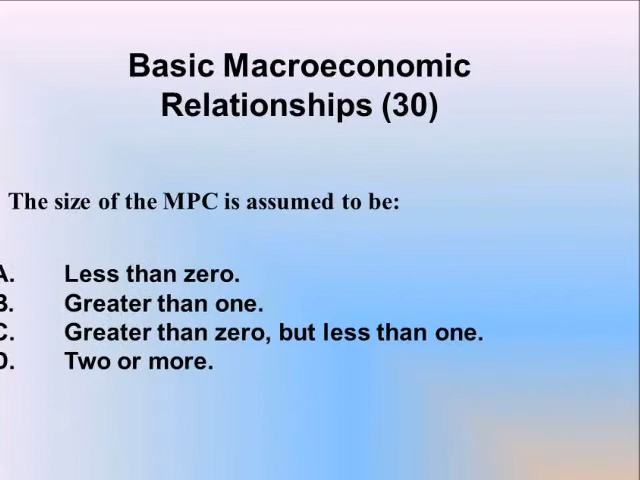 Basic Macroeconomic
Relationships (30)
The size of the MPC is assumed to be:
A. Less than zero.
B. Greater than one.
C. Greater than zero, but less than one.
D. Two or more.